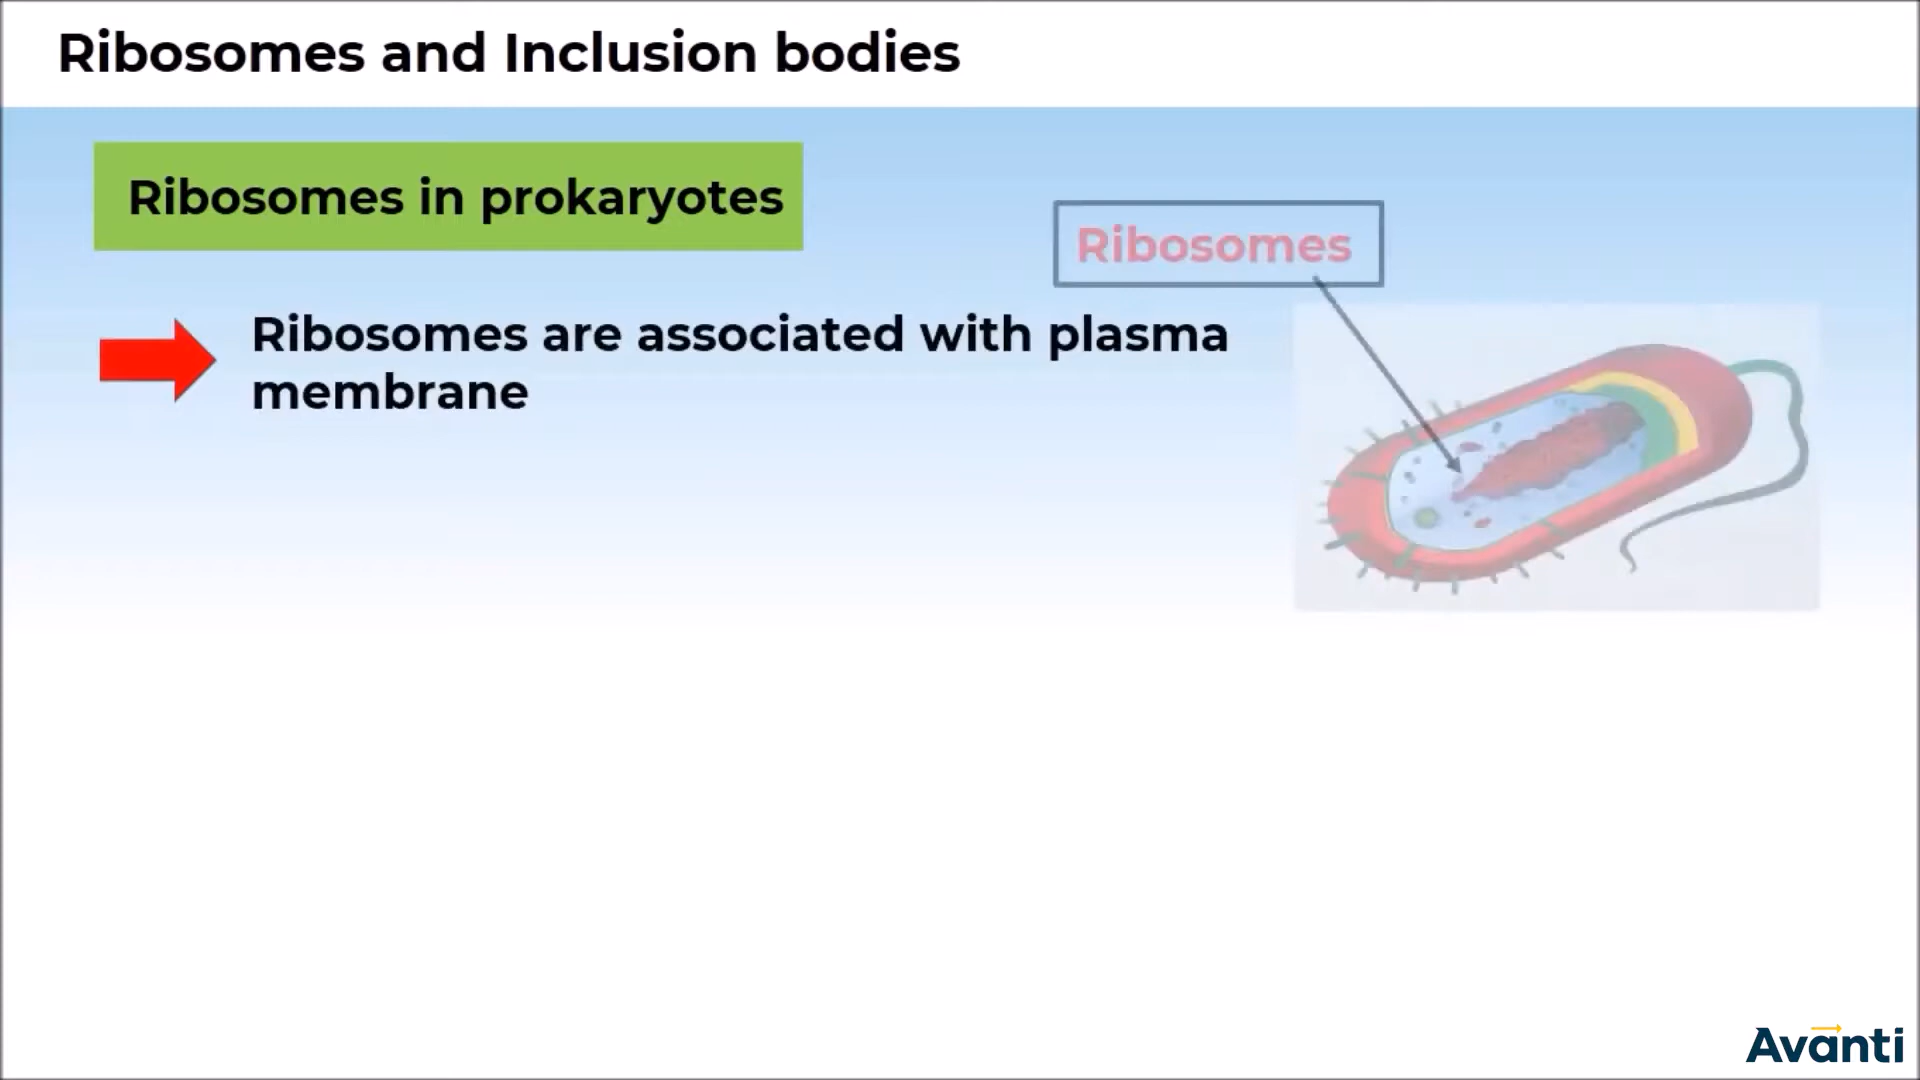 Ribosomes and Inclusion bodies
Ribosomes in prokaryotes
Ribosomes
Ribosomes are associated with plasma
membrane
Avanti